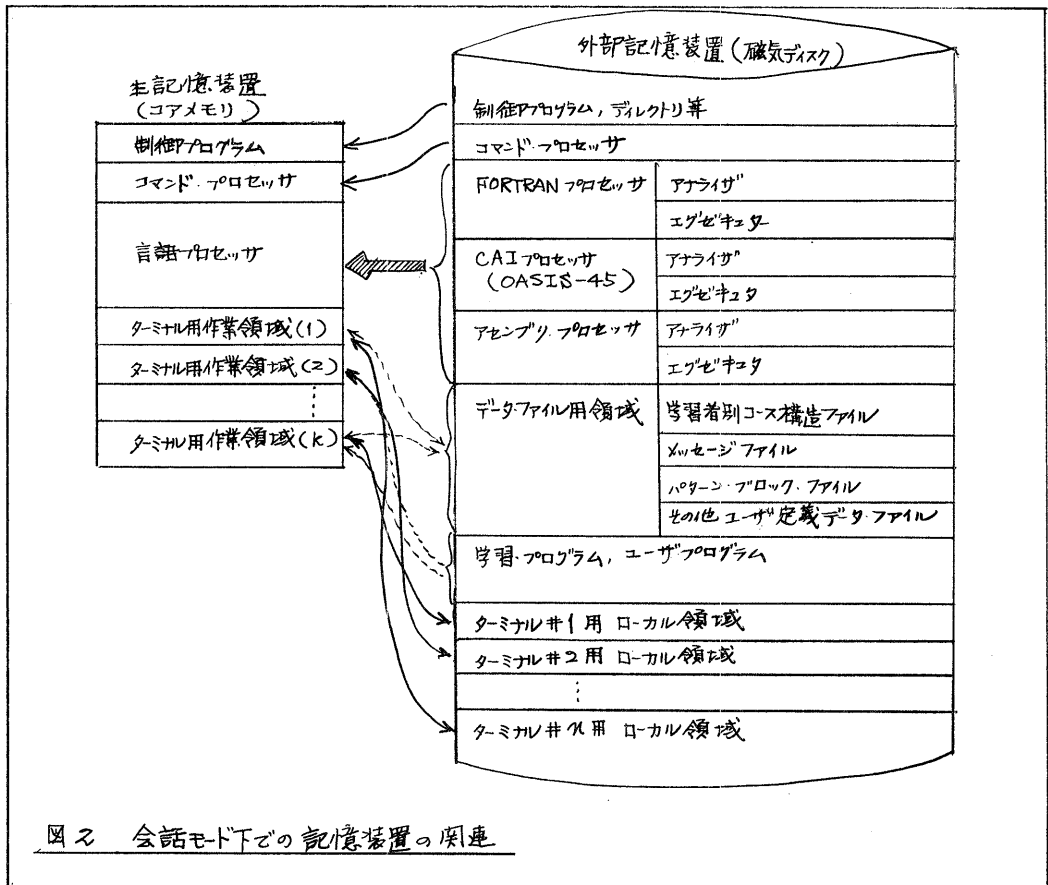 主記憶装置
(コアメモリ)
制御プログラム
コマンド・プロセッサ
言語プロセッサ
ターミナル用作業領域(1)
ターミナル用作業領域(2)
ターミナル用作業領域(K)
外部記憶装置(磁気ディスク)
制御プログラム, ディレクトリ等
コマンド・プロセッサ
FORTRAN プロセッサ
アナライザ
エグゼキュター
CAI プロセッサ
(OASIS-45)
アナライザ
エグゼキュタ
アセンブリ・プロセッサ
アナライザ
エグゼキュタ
データ・ファイル用領域
学習者別コース構造ファイル
メッセージファイル
パターン・ブロック・ファイル
その他 ユーザ定義データ・ファイル
学習・プログラム, ユーザプログラム
ターミナル#1用 ローカル領域
ターミナル#2用 ローカル領域
ターミナル#n用 ローカル領域
図2 会話モード下での記憶装置の関連